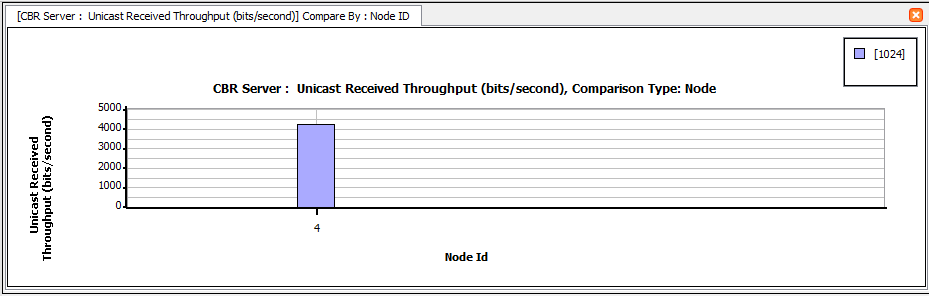 [CBR Server :  Unicast Received Throughput (bits/second)] Compare By : Node ID
[1024]
CBR Server :  Unicast Received Throughput (bits/second), Comparison Type: Node
Unicast Received
Throughput (bits/second)
5000
4000
3000
2000
1000
0
4
Node Id